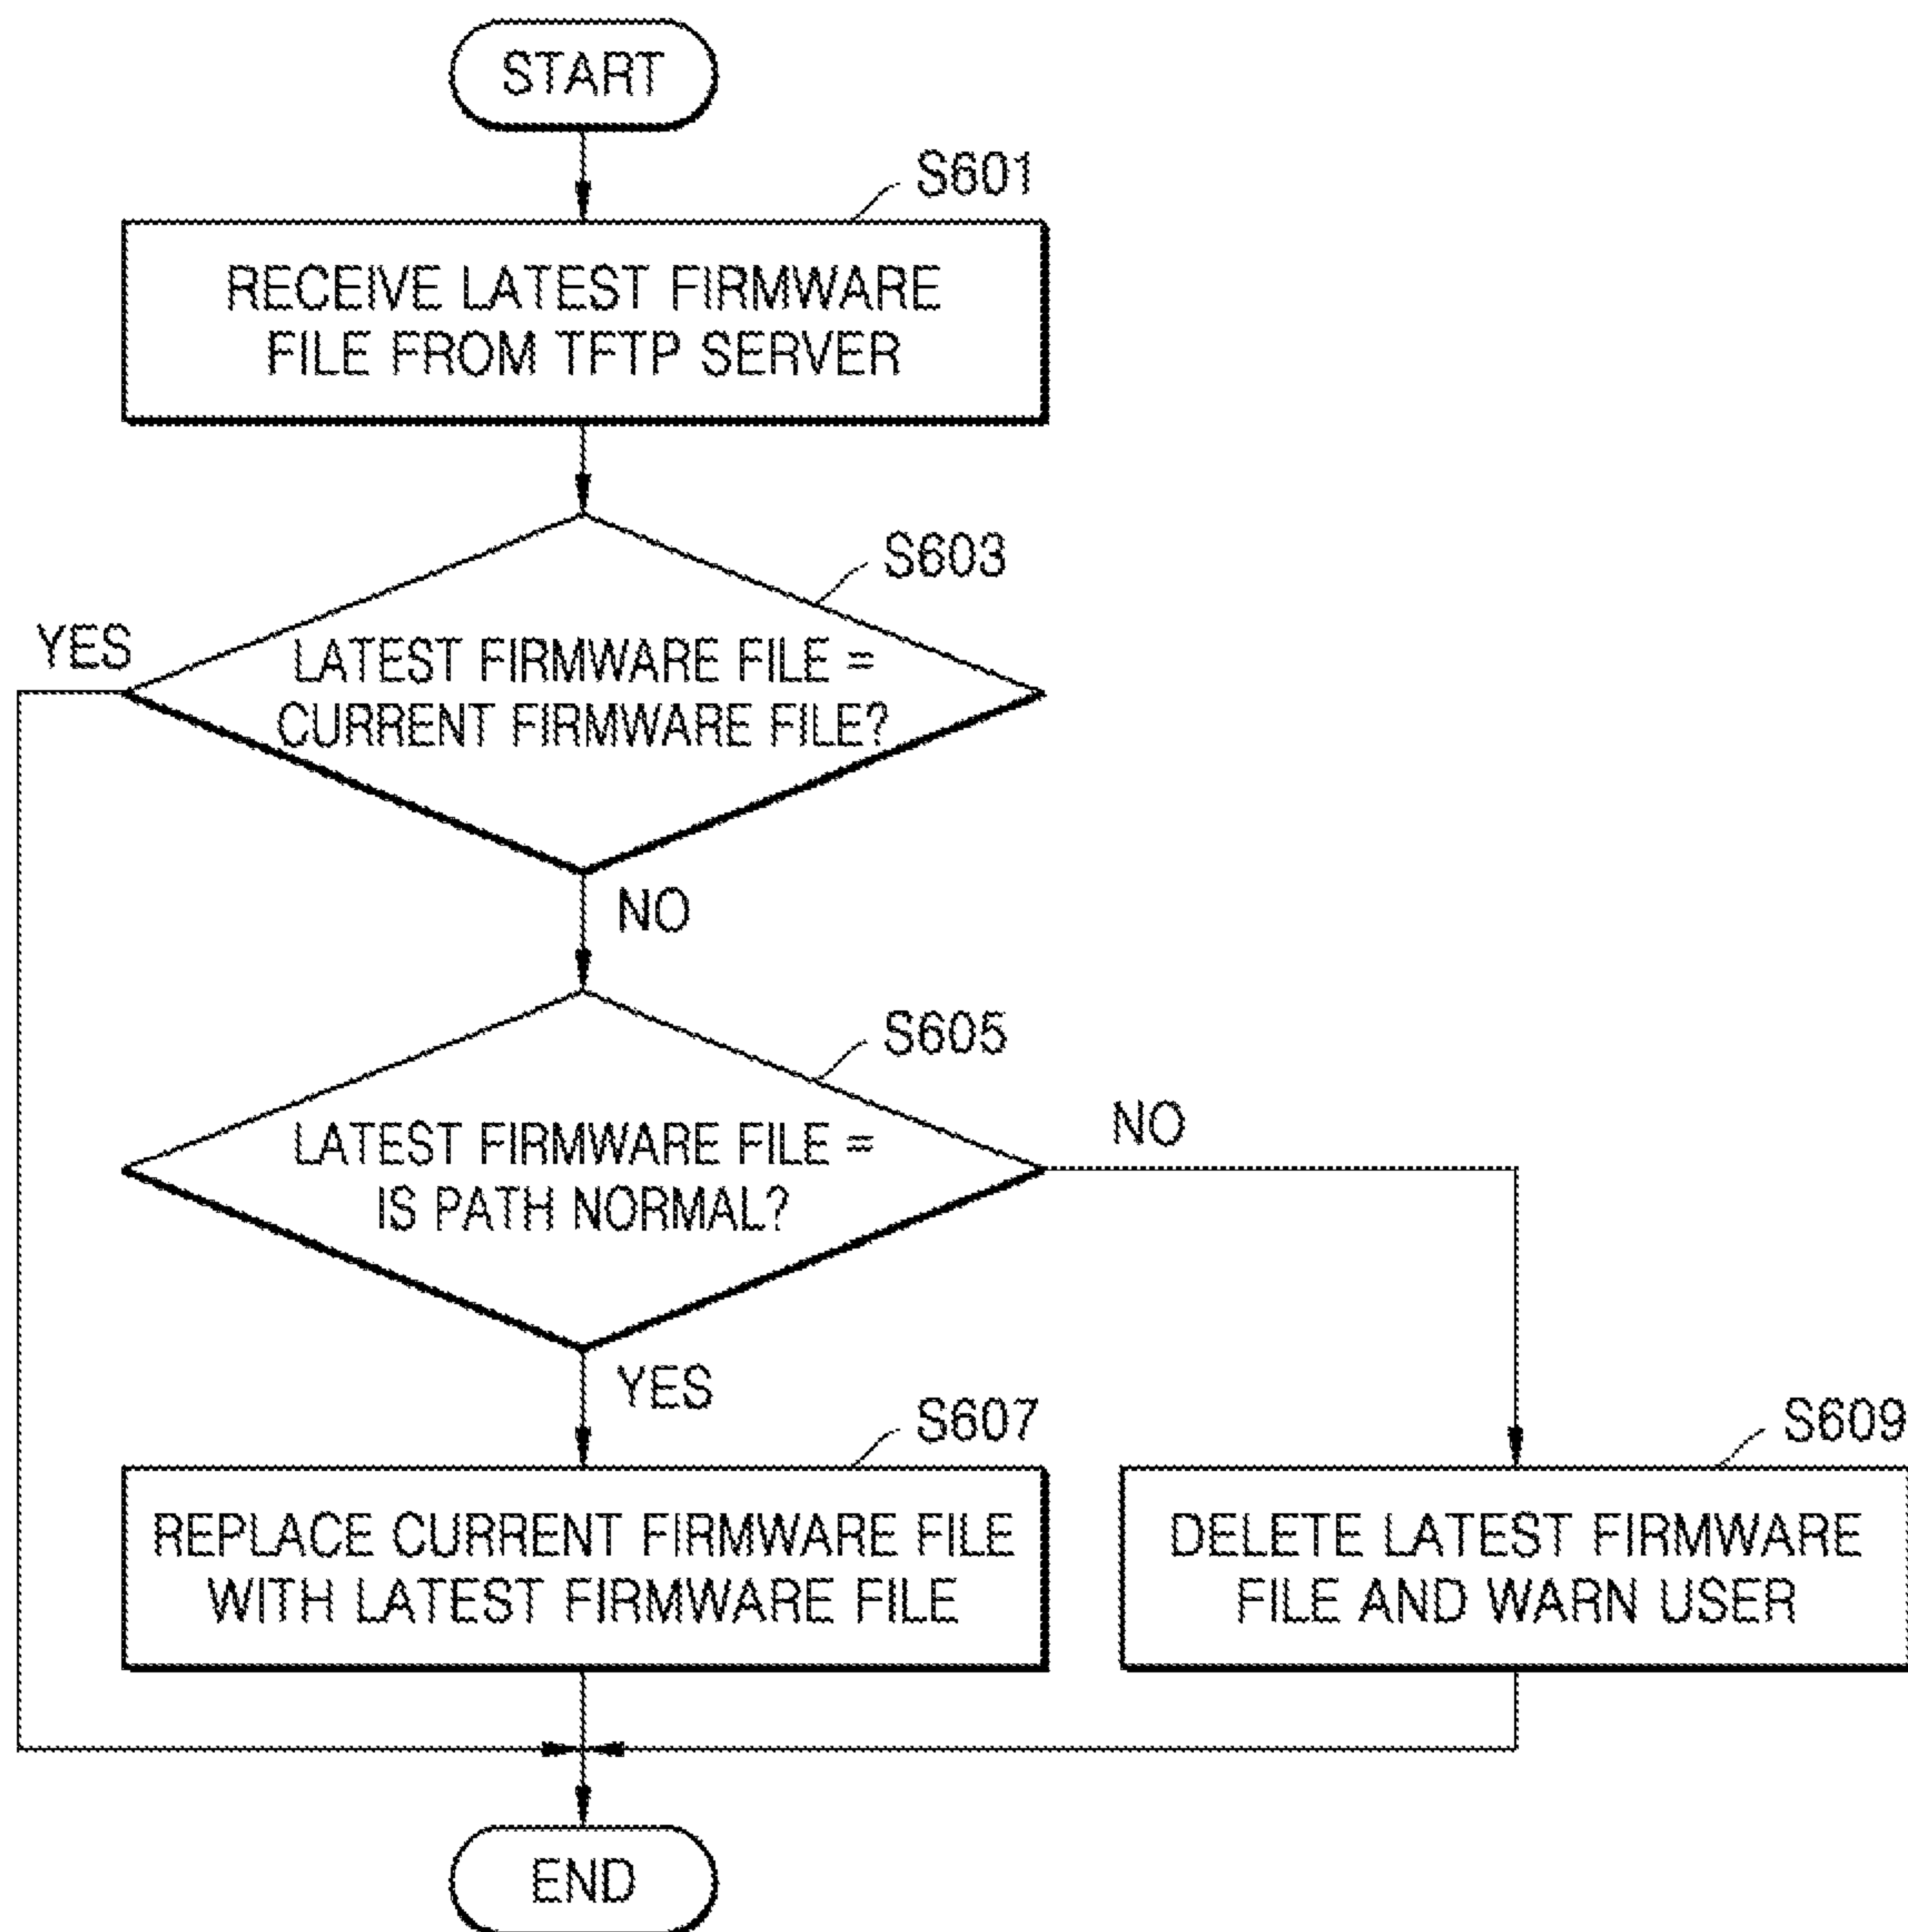 START
S601
RECEIVE LATEST FIRMWARE
FILE FROM TFTP SERVER
S603
YES
LATEST FIRMWARE FILE =
CURRENT FIRMWARE FILE?
NO
S605
LATEST FIRMWARE FILE =
IS PATH NORMAL?
NO
YES
S607
REPLACE CURRENT FIRMWARE FILE
WITH LATEST FIRMWARE FILE
S609
DELETE LATEST FIRMWARE
FILE AND WARN USER
END